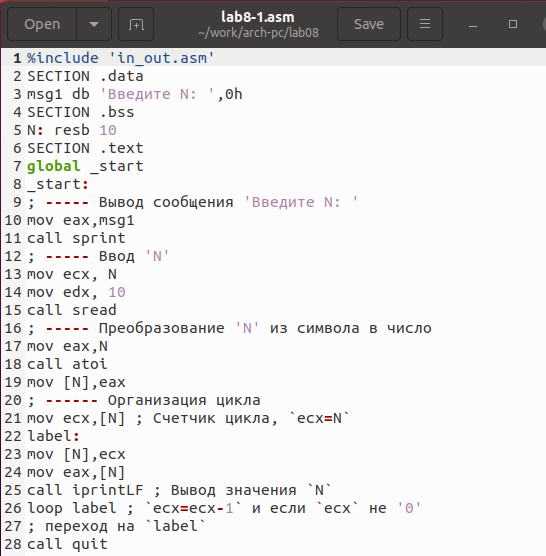 Open
lab8-1.asm
~/work/arch-pc/lab08
Save
1 %include 'in_out.asm'
2 SECTION .data
3 msg1 db 'Введите N: ',0h
4 SECTION .bss
5 N: resb 10
6 SECTION .text
7 global _start
8 _start:
9 ; ----- Вывод сообщения 'Введите N: '
10 mov eax,msg1
11 call sprint
12 ; ----- Ввод 'N'
13 mov ecx, N
14 mov edx, 10
15 call sread
16 ; ----- Преобразование 'N' из символа в число
17 mov eax,N
18 call atoi
19 mov [N],eax
20 ; ------ Организация цикла
21 mov ecx,[N] ; Счетчик цикла, `ecx=N`
22 label:
23 mov [N],ecx
24 mov eax,[N]
25 call iprintLF ; Вывод значения `N`
26 loop label ; `ecx=ecx-1` и если `ecx` не '0'
27 ; переход на `label`
28 call quit